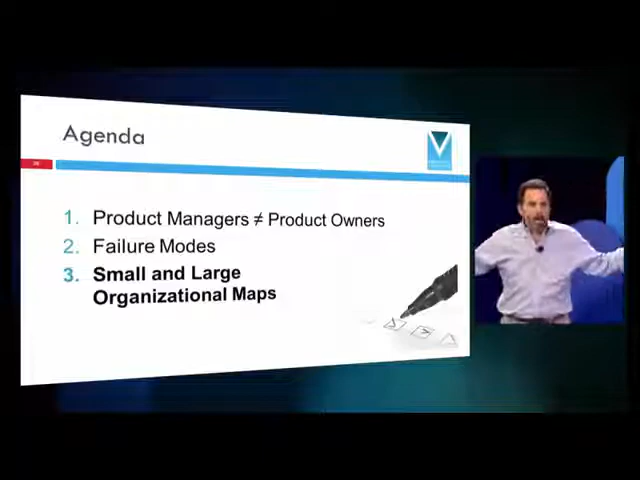 Agenda
1. Product Managers ≠ Product Owners
2. Failure Modes
3. Small and Large
Organizational Maps